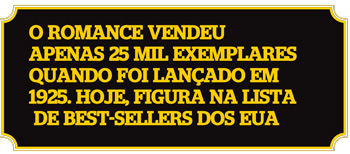 O ROMANCE VENDEU
APENAS 25 MIL EXEMPLARES
QUANDO FOI LANÇADO EM
1925. HOJE, FIGURA NA LISTA
DE BEST-SELLERS DOS EUA